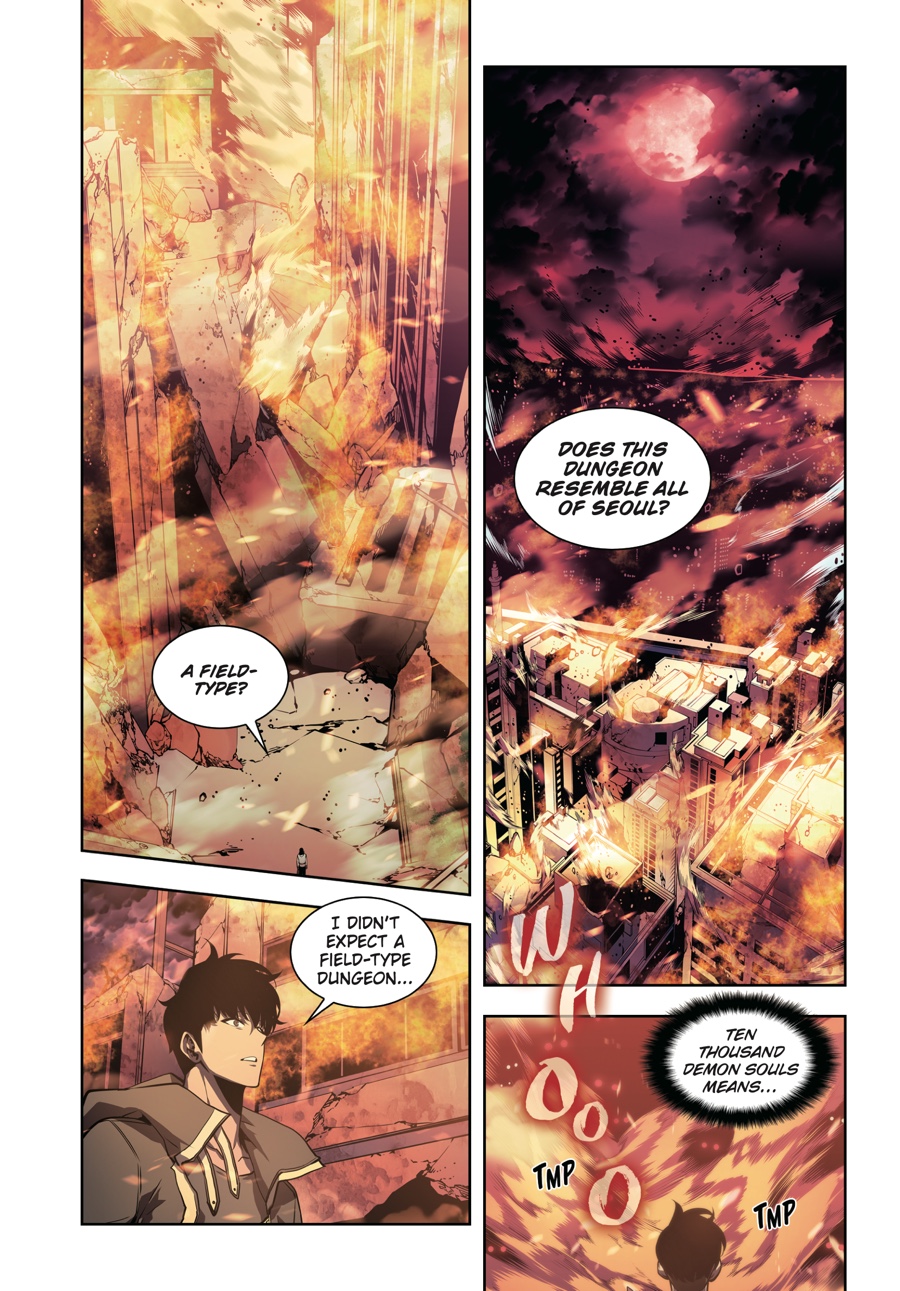 A FIELD-
TYPE?
I DIDN'T
EXPECT A
FIELD-TYPE
DUNGEON...
DOES THIS
DUNGEON
RESEMBLE ALL
OF SEOUL?
WHOOO
TEN
THOUSAND
DEMON SOULS
MEANS...
TMP
TMP